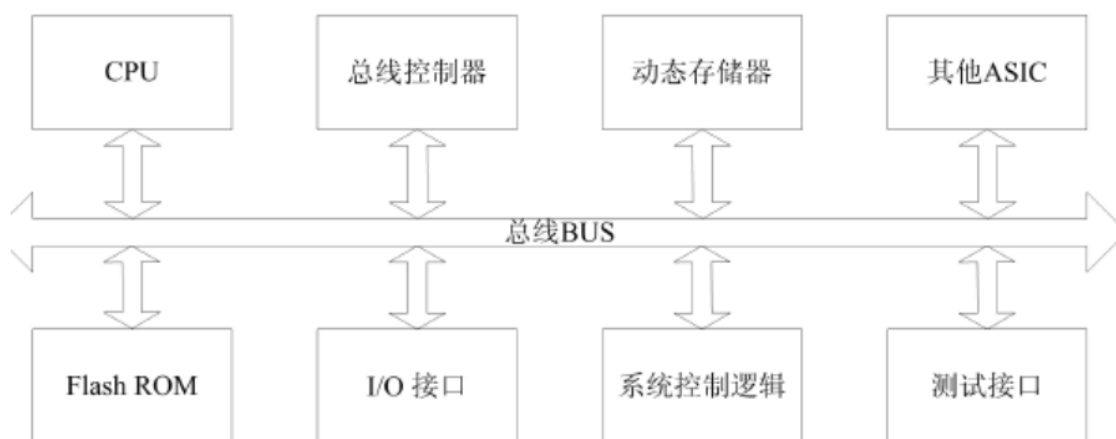 CPU
总线控制器
动态存储器
其他ASIC
总线BUS
Flash ROM
I/O 接口
系统控制逻辑
测试接口